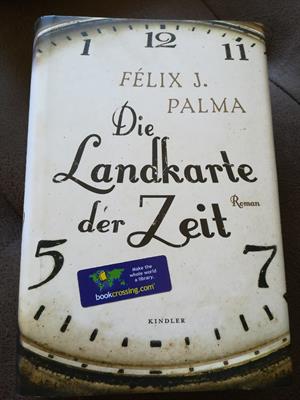 1 12 11
FÉLIX J.
PALMA
Die
Landkarte
dér Zeit
Roman
5 7
Make the
whole world
a library.
bookcrossing.com
KINDLER